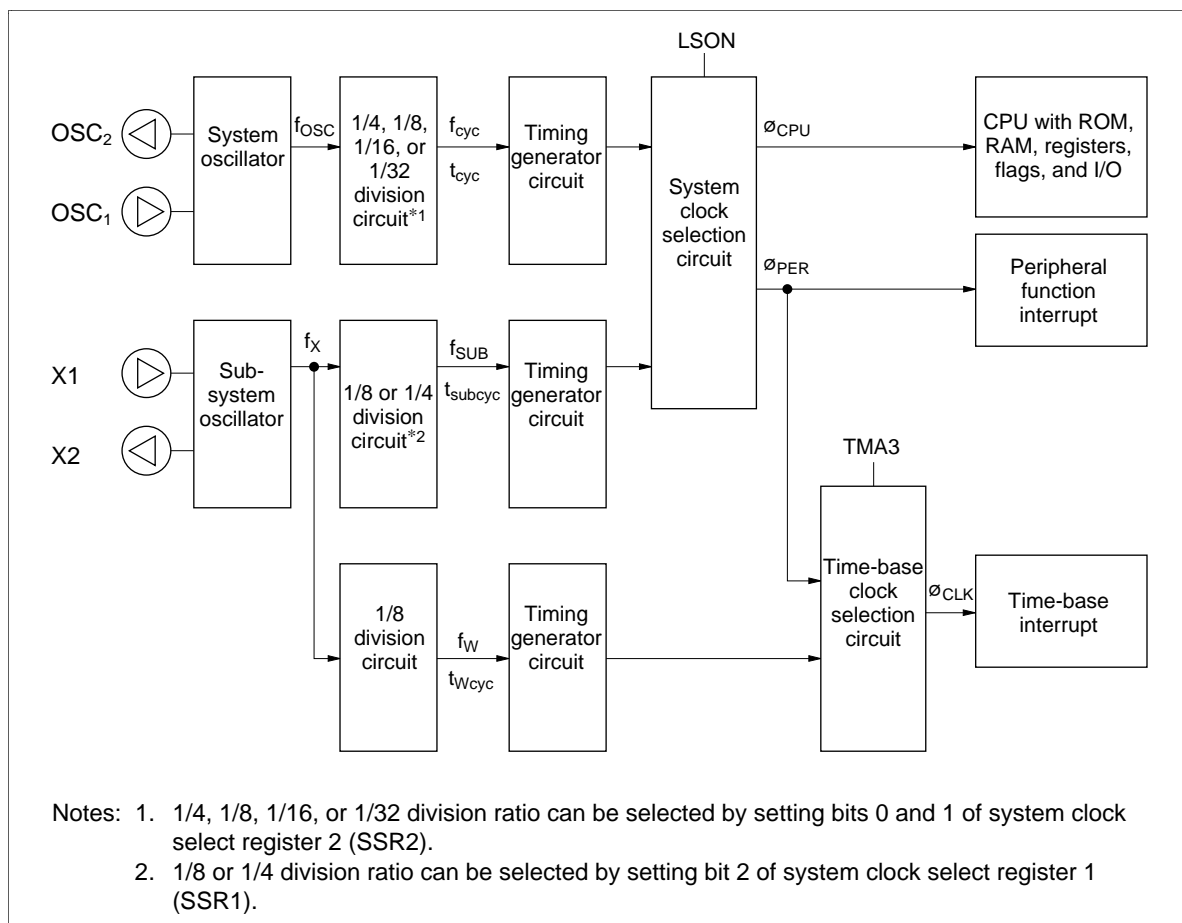 LSON
OSC₂
OSC₁
System
oscillator
fOSC
1/4, 1/8,
1/16, or
1/32
division
circuit*1
fcyc
tcyc
Timing
generator
circuit
System
clock
selection
circuit
øCPU
CPU with ROM,
RAM, registers,
flags, and I/O
øPER
Peripheral
function
interrupt
X1
X2
Sub-
system
oscillator
fX
1/8 or 1/4
division
circuit*2
fSUB
tsubcyc
Timing
generator
circuit
TMA3
1/8
division
circuit
fW
tWcyc
Timing
generator
circuit
Time-base
clock
selection
circuit
øCLK
Time-base
interrupt
Notes: 1. 1/4, 1/8, 1/16, or 1/32 division ratio can be selected by setting bits 0 and 1 of system clock
select register 2 (SSR2).
2. 1/8 or 1/4 division ratio can be selected by setting bit 2 of system clock select register 1
(SSR1).